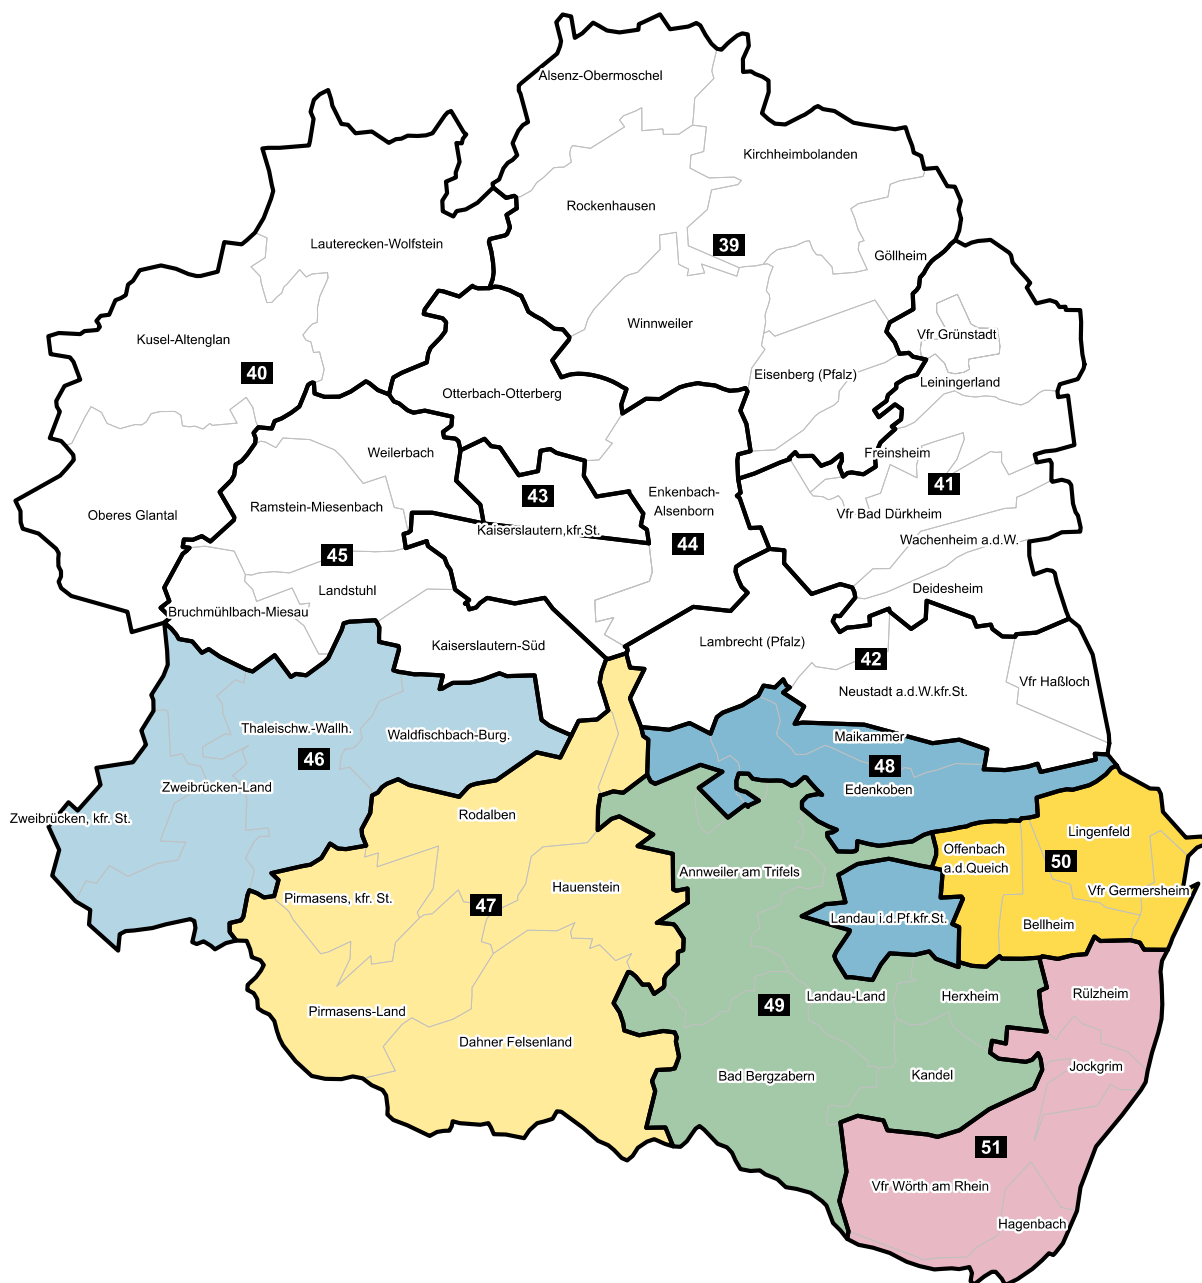 Alsenz-Obermoschel
Kirchheimbolanden
Rockenhausen
Lauterecken-Wolfstein
39
Göllheim
Winnweiler
Vfr Grünstadt
Kusel-Altenglan
40
Eisenberg (Pfalz)
Leiningerland
Otterbach-Otterberg
Weilerbach
Freinsheim
41
43
Enkenbach-
Alsenborn
Oberes Glantal
Ramstein-Miesenbach
Vfr Bad Dürkheim
Kaiserslautern,kfr.St.
44
Wachenheim a.d.W.
45
Landstuhl
Deidesheim
Bruchmühlbach-Miesau
Kaiserslautern-Süd
Lambrecht (Pfalz)
42
Vfr Haßloch
Neustadt a.d.W.kfr.St.
Thaleischw.-Wallh.
Waldfischbach-Burg.
Maikammer
46
48
Zweibrücken-Land
Edenkoben
Zweibrücken, kfr. St.
Rodalben
Lingenfeld
Offenbach
a.d.Queich
50
Annweiler am Trifels
Hauenstein
Vfr Germersheim
Pirmasens, kfr. St.
47
Landau i.d.Pf.kfr.St.
Bellheim
Landau-Land
Herxheim
Rülzheim
49
Pirmasens-Land
Dahner Felsenland
Bad Bergzabern
Kandel
Jockgrim
51
Vfr Wörth am Rhein
Hagenbach